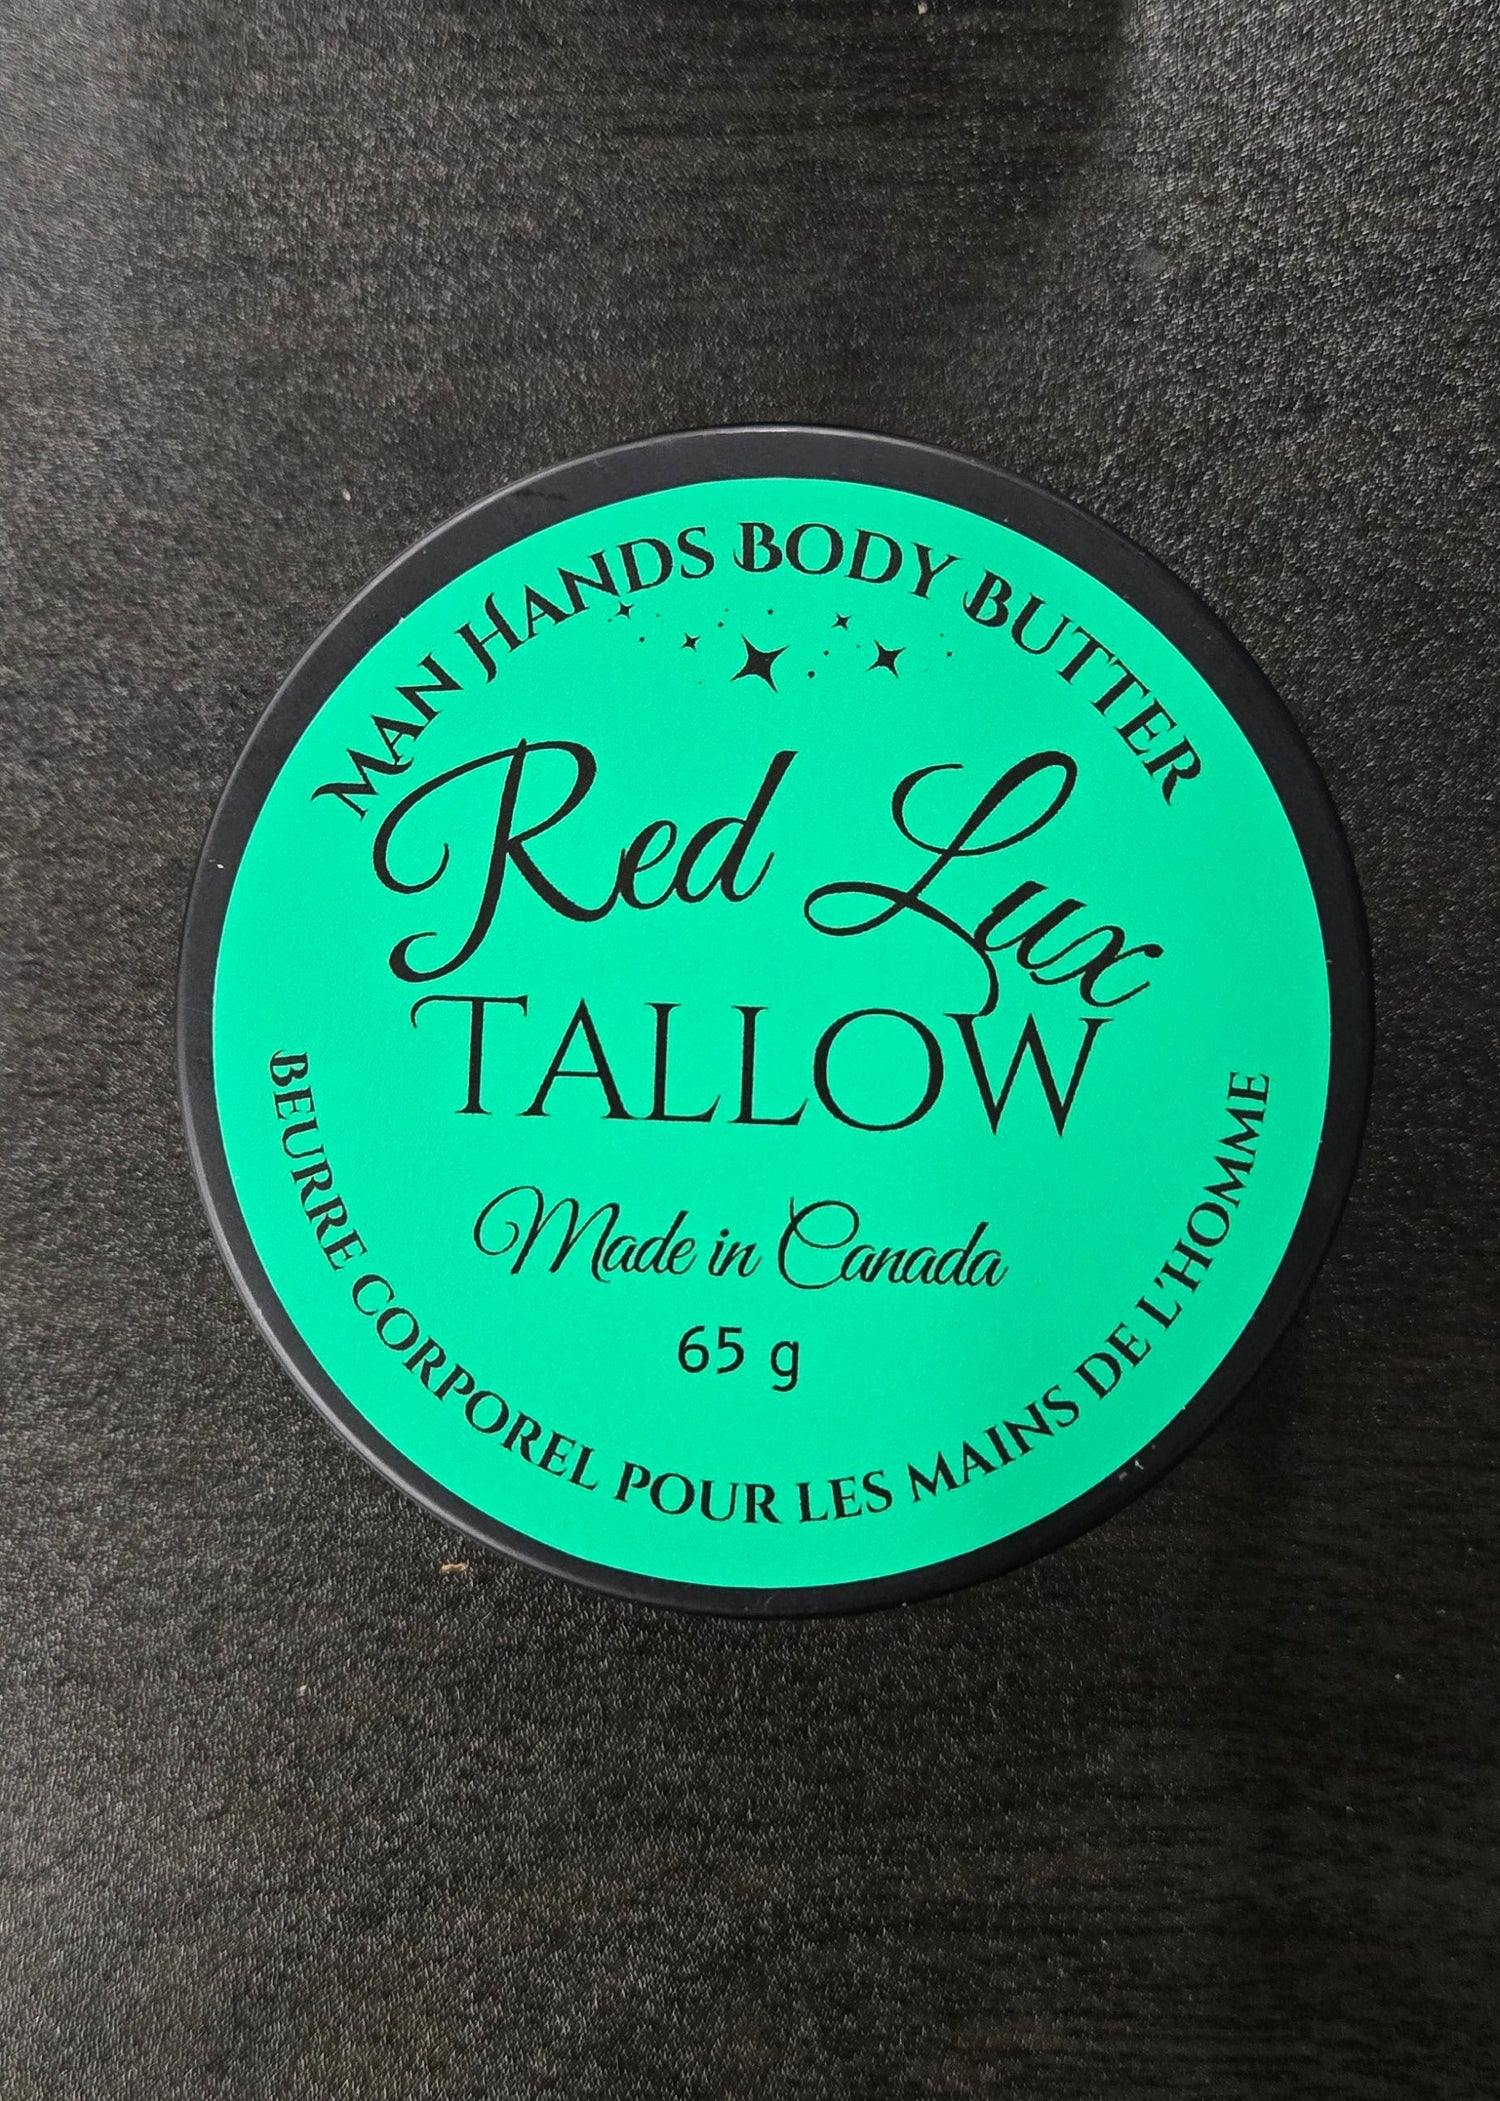 Man Hands Body Butter
Red Lux
TALLOW
Made in Canada
65 g
Beurre corporel pour les mains de l'homme